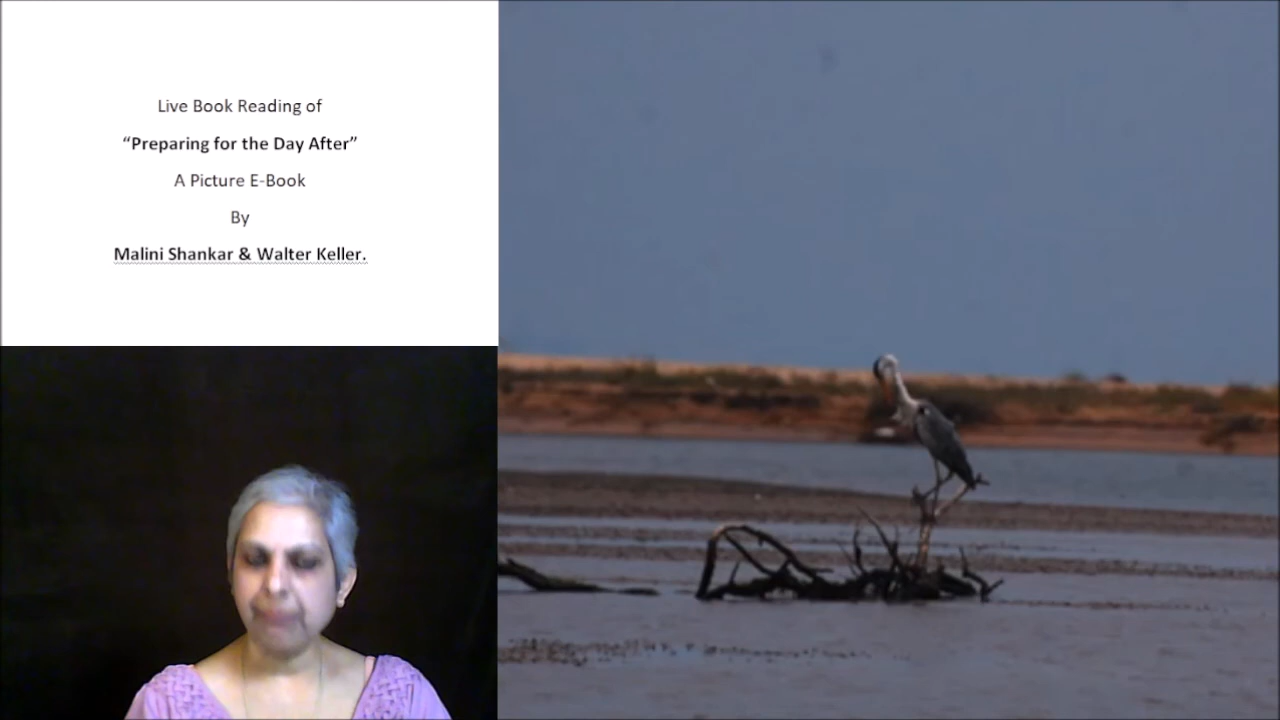 Live Book Reading of
“Preparing for the Day After”
A Picture E-Book
By
Malini Shankar & Walter Keller.